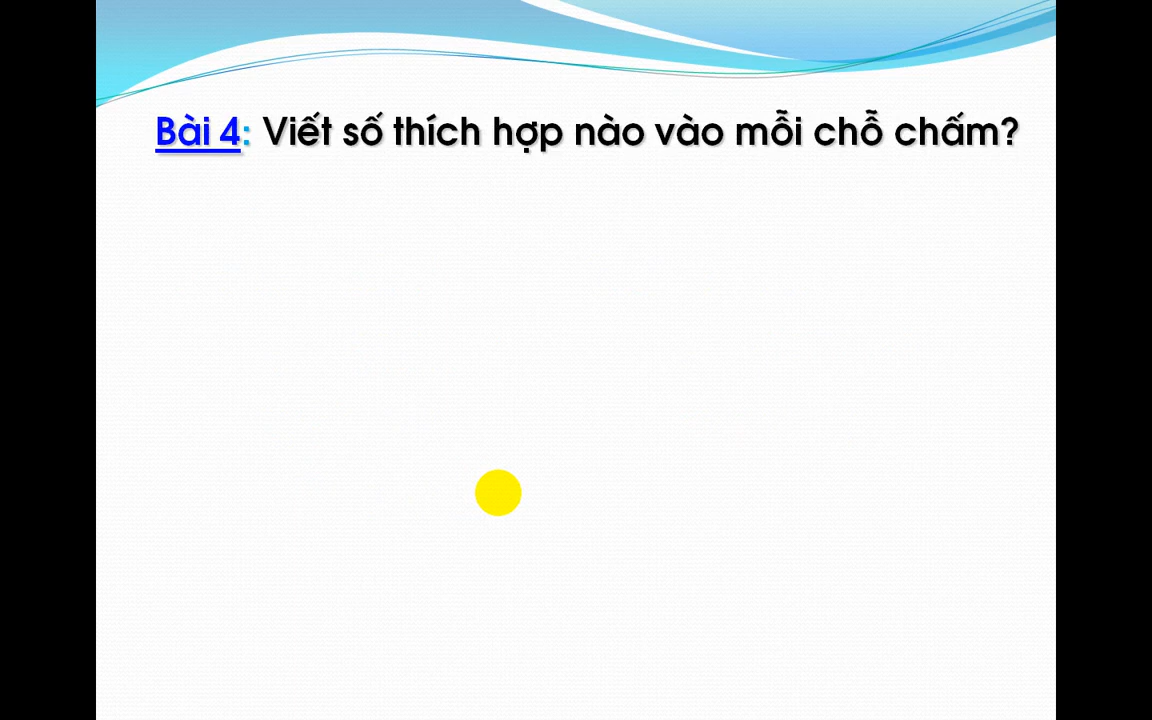 Bài 4: Viết số thích hợp nào vào mỗi chỗ chấm?